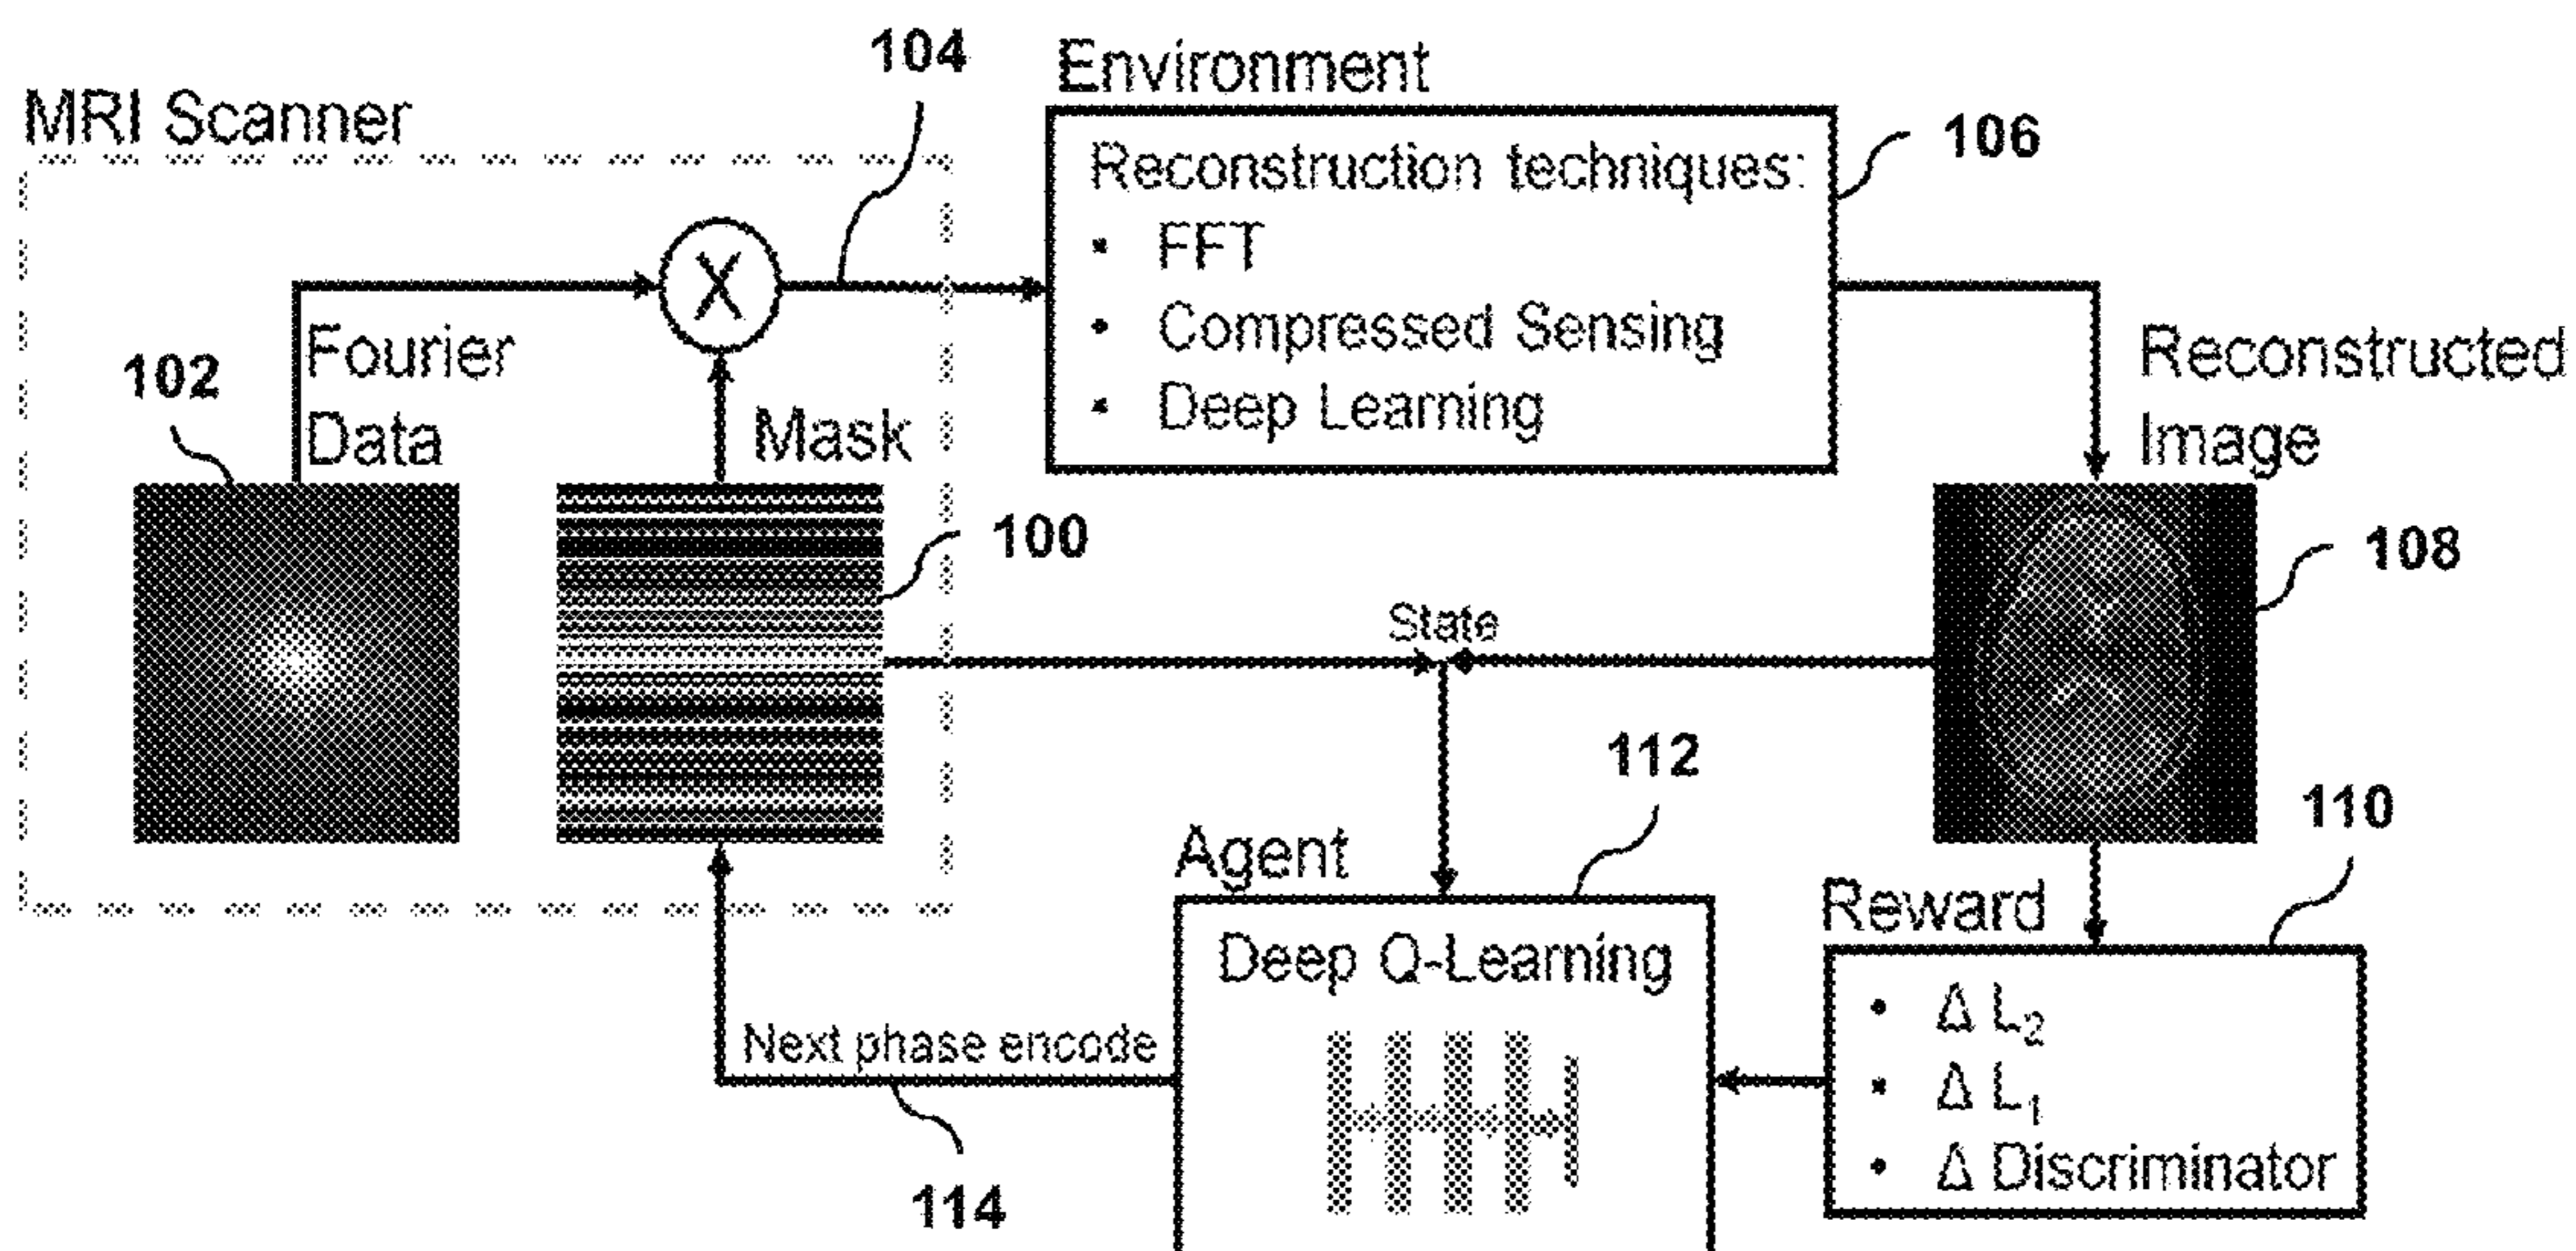 104
Environment
MRI Scanner
106
Reconstruction techniques:
• FFT
• Compressed Sensing
• Deep Learning
X
Fourier
Data
102
Mask
Reconstructed
Image
100
108
State
112
110
Agent
Reward
Deep Q-Learning
• Δ L₂
• Δ L₁
• Δ Discriminator
Next phase encode
114